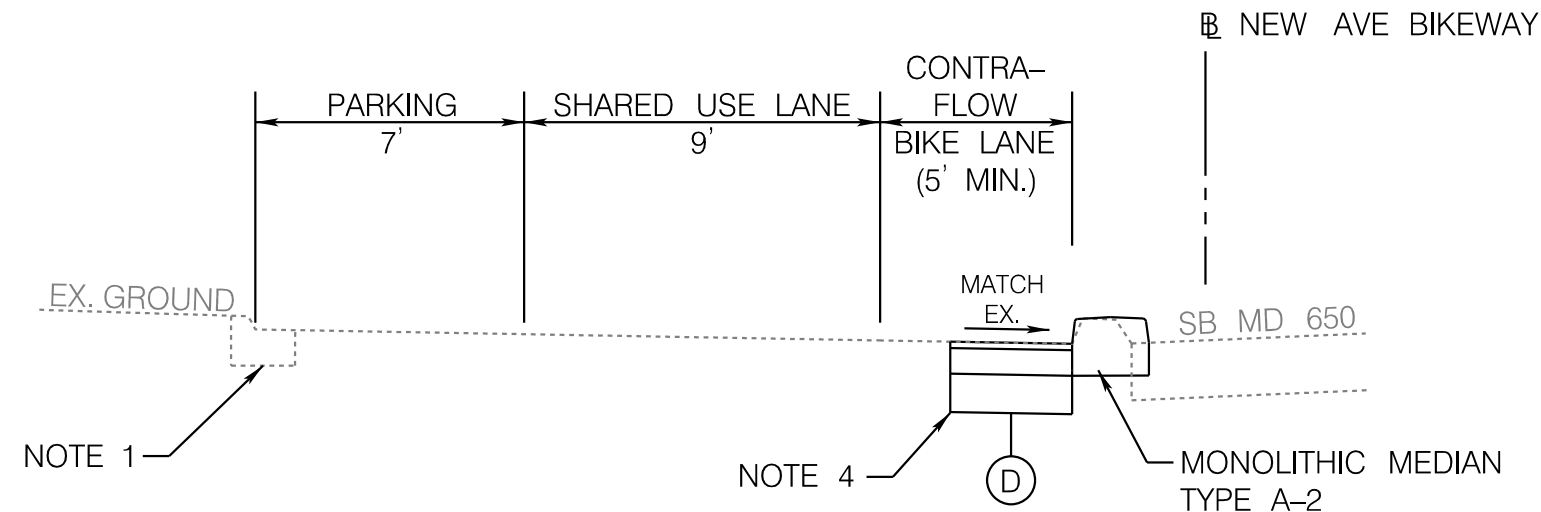 ℄ NEW AVE BIKEWAY
CONTRA-
PARKING
SHARED USE LANE
FLOW
7'
9'
BIKE LANE
(5' MIN.)
MATCH
EX.
EX. GROUND
SB MD 650
NOTE 1
NOTE 4
D
MONOLITHIC MEDIAN
TYPE A-2